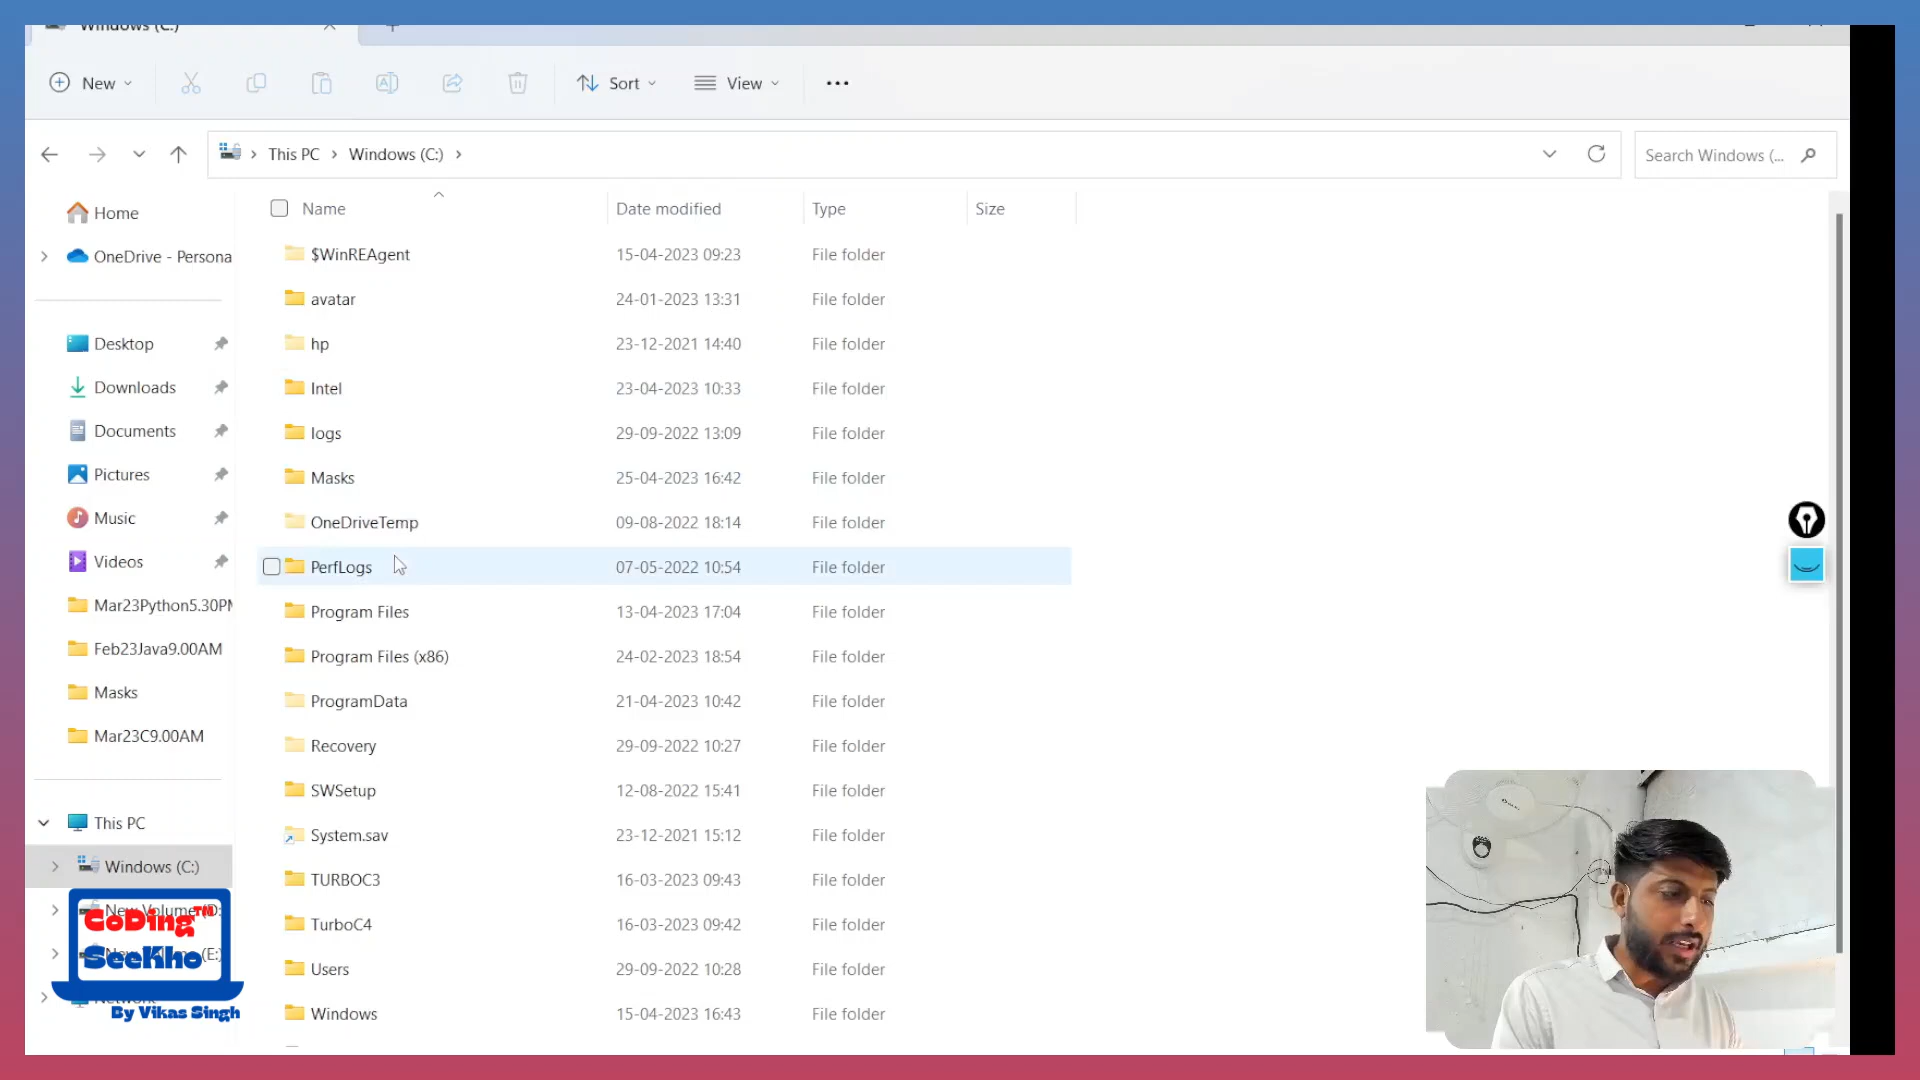 Windows (C:)
New
Sort
View
This PC
Windows (C:)
Search Windows (...
Home
OneDrive - Persona
Desktop
Downloads
Documents
Pictures
Music
Videos
Mar23Python5.30PM
Feb23Java9.00AM
Masks
Mar23C9.00AM
This PC
Windows (C:)
New Volume (D:
New Volume (E:)
Network
CoDing™
SeeKho
By Vikas Singh
Name Date modified Type Size
$WinREAgent 15-04-2023 09:23 File folder
avatar 24-01-2023 13:31 File folder
hp 23-12-2021 14:40 File folder
Intel 23-04-2023 10:33 File folder
logs 29-09-2022 13:09 File folder
Masks 25-04-2023 16:42 File folder
OneDriveTemp 09-08-2022 18:14 File folder
PerfLogs 07-05-2022 10:54 File folder
Program Files 13-04-2023 17:04 File folder
Program Files (x86) 24-02-2023 18:54 File folder
ProgramData 21-04-2023 10:42 File folder
Recovery 29-09-2022 10:27 File folder
SWSetup 12-08-2022 15:41 File folder
System.sav 23-12-2021 15:12 File folder
TURBOC3 16-03-2023 09:43 File folder
TurboC4 16-03-2023 09:42 File folder
Users 29-09-2022 10:28 File folder
Windows 15-04-2023 16:43 File folder